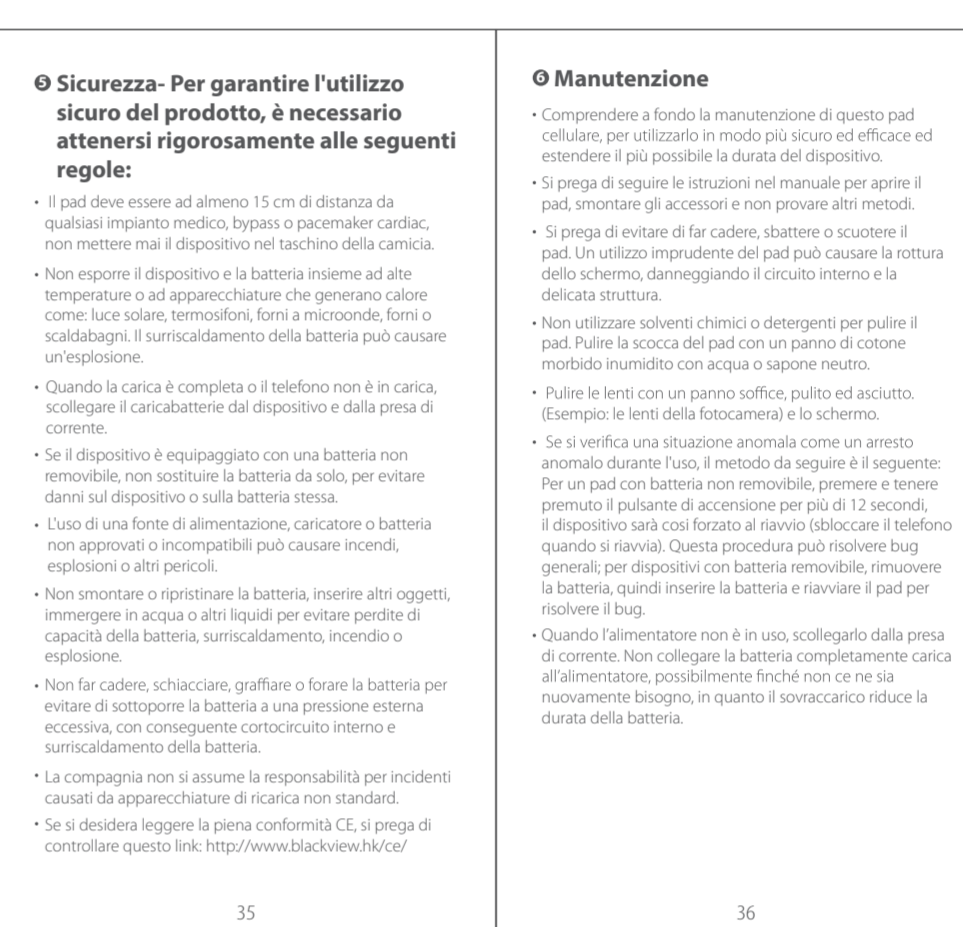 ❺ Sicurezza- Per garantire l'utilizzo
sicuro del prodotto, è necessario
attenersi rigorosamente alle seguenti
regole:
• Il pad deve essere ad almeno 15 cm di distanza da
qualsiasi impianto medico, bypass o pacemaker cardiac,
non mettere mai il dispositivo nel taschino della camicia.
• Non esporre il dispositivo e la batteria insieme ad alte
temperature o ad apparecchiature che generano calore
come: luce solare, termosifoni, forni a microonde, forni o
scaldabagni. Il surriscaldamento della batteria può causare
un'esplosione.
• Quando la carica è completa o il telefono non è in carica,
scollegare il caricabatterie dal dispositivo e dalla presa di
corrente.
• Se il dispositivo è equipaggiato con una batteria non
removibile, non sostituire la batteria da solo, per evitare
danni sul dispositivo o sulla batteria stessa.
• L'uso di una fonte di alimentazione, caricatore o batteria
non approvati o incompatibili può causare incendi,
esplosioni o altri pericoli.
• Non smontare o ripristinare la batteria, inserire altri oggetti,
immergere in acqua o altri liquidi per evitare perdite di
capacità della batteria, surriscaldamento, incendio o
esplosione.
• Non far cadere, schiacciare, graffiare o forare la batteria per
evitare di sottoporre la batteria a una pressione esterna
eccessiva, con conseguente cortocircuito interno e
surriscaldamento della batteria.
• La compagnia non si assume la responsabilità per incidenti
causati da apparecchiature di ricarica non standard.
• Se si desidera leggere la piena conformità CE, si prega di
controllare questo link: http://www.blackview.hk/ce/
35
❻ Manutenzione
• Comprendere a fondo la manutenzione di questo pad
cellulare, per utilizzarlo in modo più sicuro ed efficace ed
estendere il più possibile la durata del dispositivo.
• Si prega di seguire le istruzioni nel manuale per aprire il
pad, smontare gli accessori e non provare altri metodi.
• Si prega di evitare di far cadere, sbattere o scuotere il
pad. Un utilizzo imprudente del pad può causare la rottura
dello schermo, danneggiando il circuito interno e la
delicata struttura.
• Non utilizzare solventi chimici o detergenti per pulire il
pad. Pulire la scocca del pad con un panno di cotone
morbido inumidito con acqua o sapone neutro.
• Pulire le lenti con un panno soffice, pulito ed asciutto.
(Esempio: le lenti della fotocamera) e lo schermo.
• Se si verifica una situazione anomala come un arresto
anomalo durante l'uso, il metodo da seguire è il seguente:
Per un pad con batteria non removibile, premere e tenere
premuto il pulsante di accensione per più di 12 secondi,
il dispositivo sarà cosi forzato al riavvio (sbloccare il telefono
quando si riavvia). Questa procedura può risolvere bug
generali; per dispositivi con batteria removibile, rimuovere
la batteria, quindi inserire la batteria e riavviare il pad per
risolvere il bug.
• Quando l’alimentatore non è in uso, scollegarlo dalla presa
di corrente. Non collegare la batteria completamente carica
all’alimentatore, possibilmente finché non ce ne sia
nuovamente bisogno, in quanto il sovraccarico riduce la
durata della batteria.
36